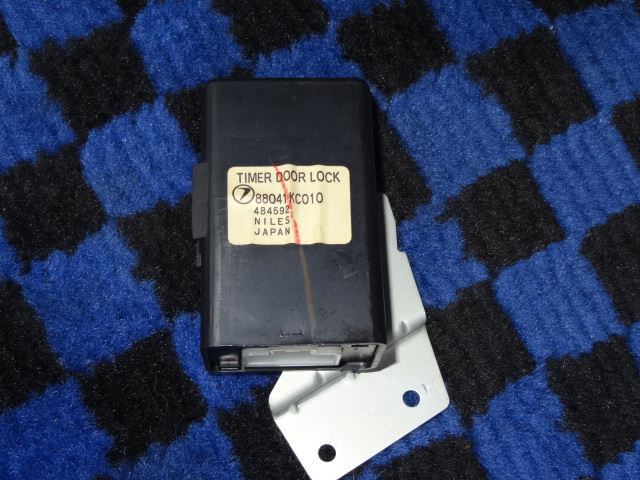 TIMER DOOR LOCK
88041KC010
484592
NILES
JAPAN